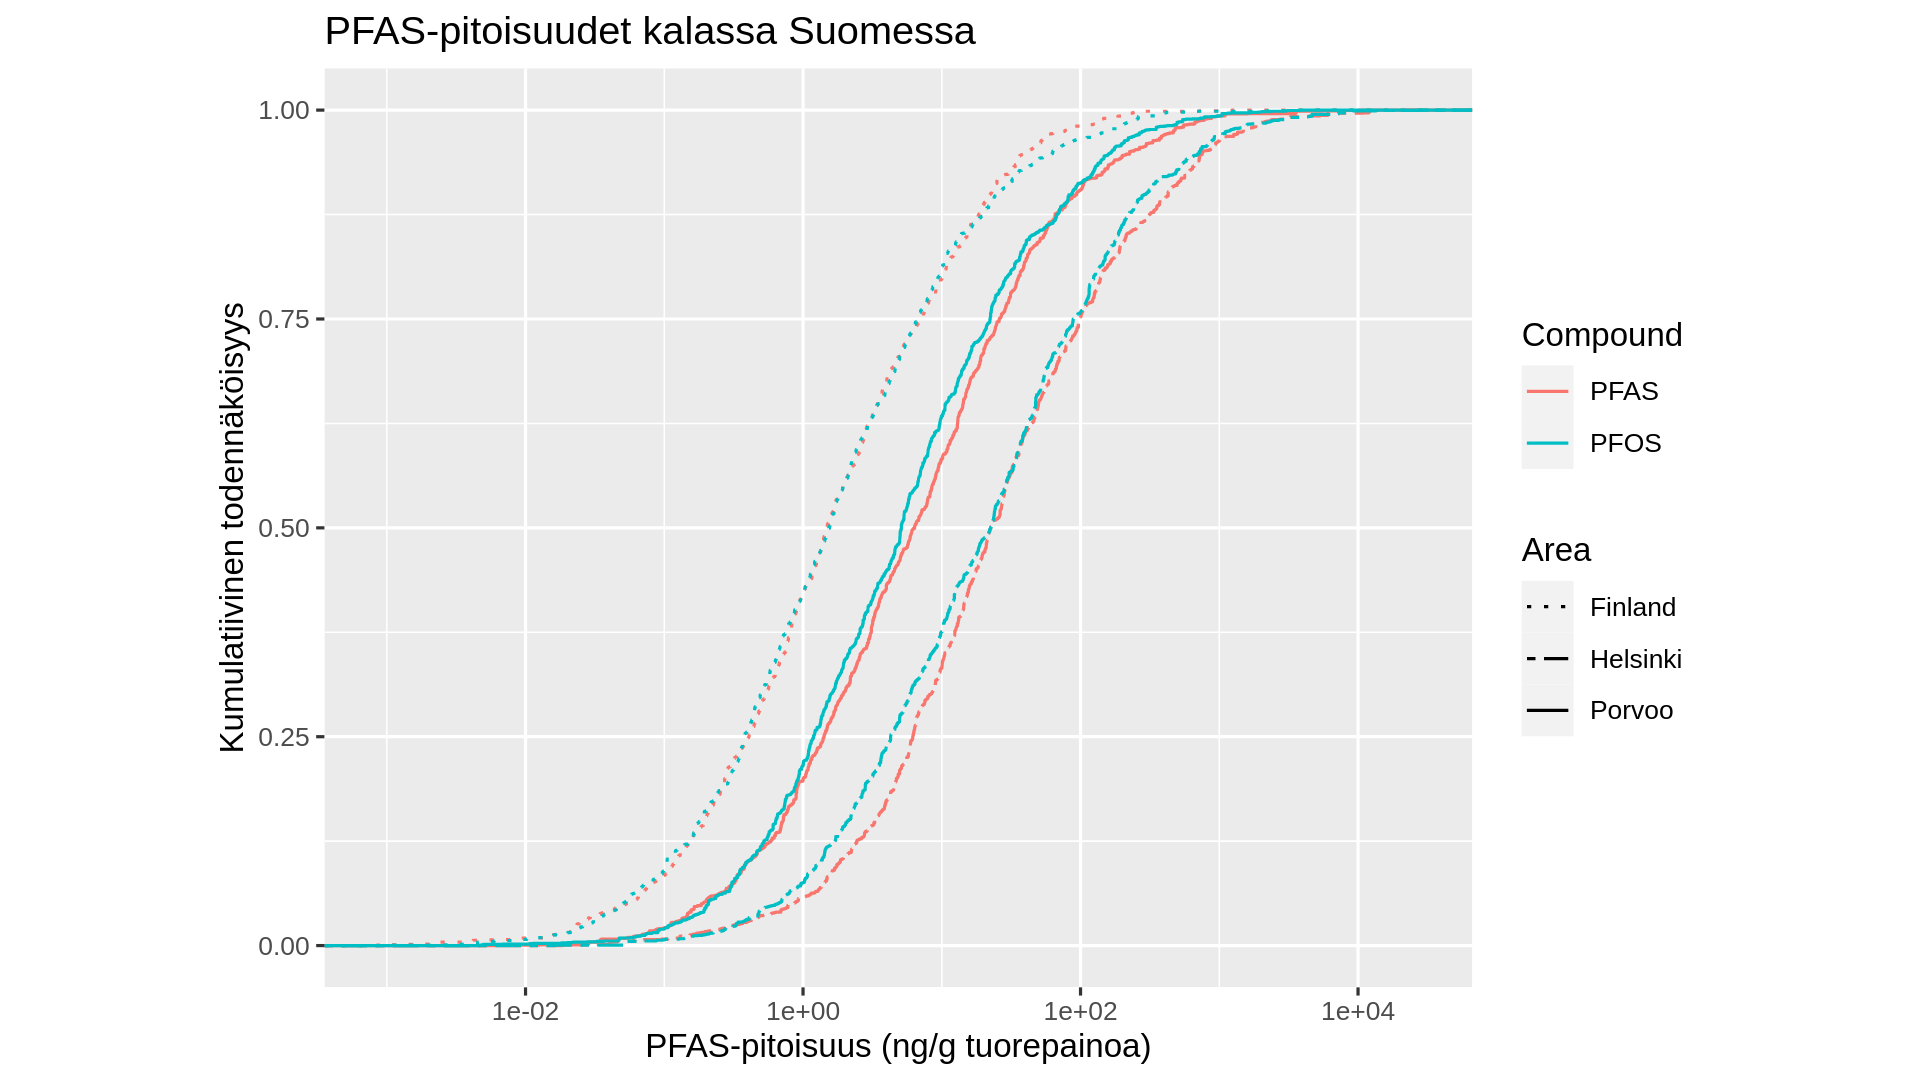 PFAS-pitoisuudet kalassa Suomessa
Kumulatiivinen todennäköisyys
1.00
0.75
0.50
0.25
0.00
1e-02 1e+00 1e+02 1e+04
PFAS-pitoisuus (ng/g tuorepainoa)
Compound
PFAS
PFOS
Area
Finland
Helsinki
Porvoo